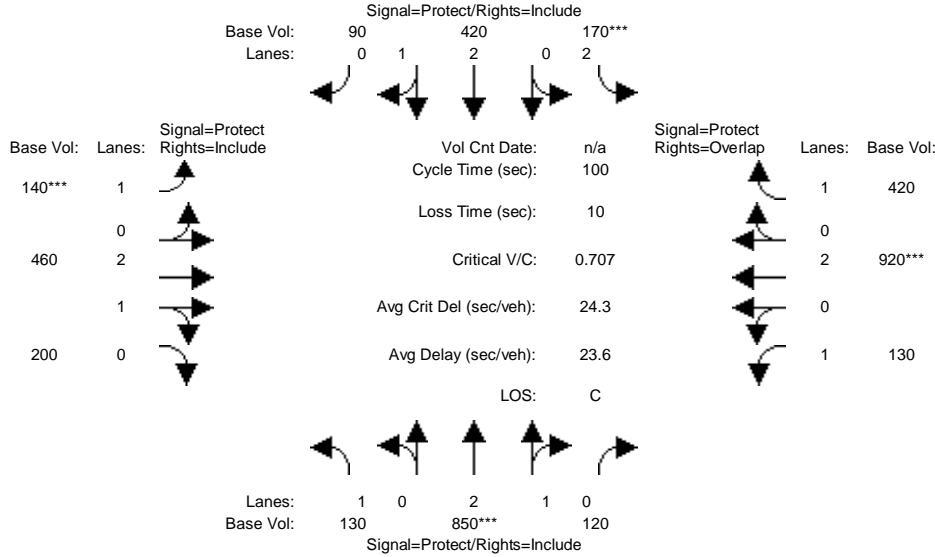 Signal=Protect/Rights=Include
Base Vol: 90 420 170***
Lanes: 0 1 2 0 2
Signal=Protect
Rights=Include
Base Vol: Lanes:
Vol Cnt Date: n/a
Signal=Protect
Rights=Overlap
Lanes: Base Vol:
Cycle Time (sec): 100
140*** 1
1 420
Loss Time (sec): 10
0
0
460 2
Critical V/C: 0.707
2 920***
1
Avg Crit Del (sec/veh): 24.3
0
200 0
Avg Delay (sec/veh): 23.6
1 130
LOS: C
Lanes: 1 0 2 1 0
Base Vol: 130 850*** 120
Signal=Protect/Rights=Include